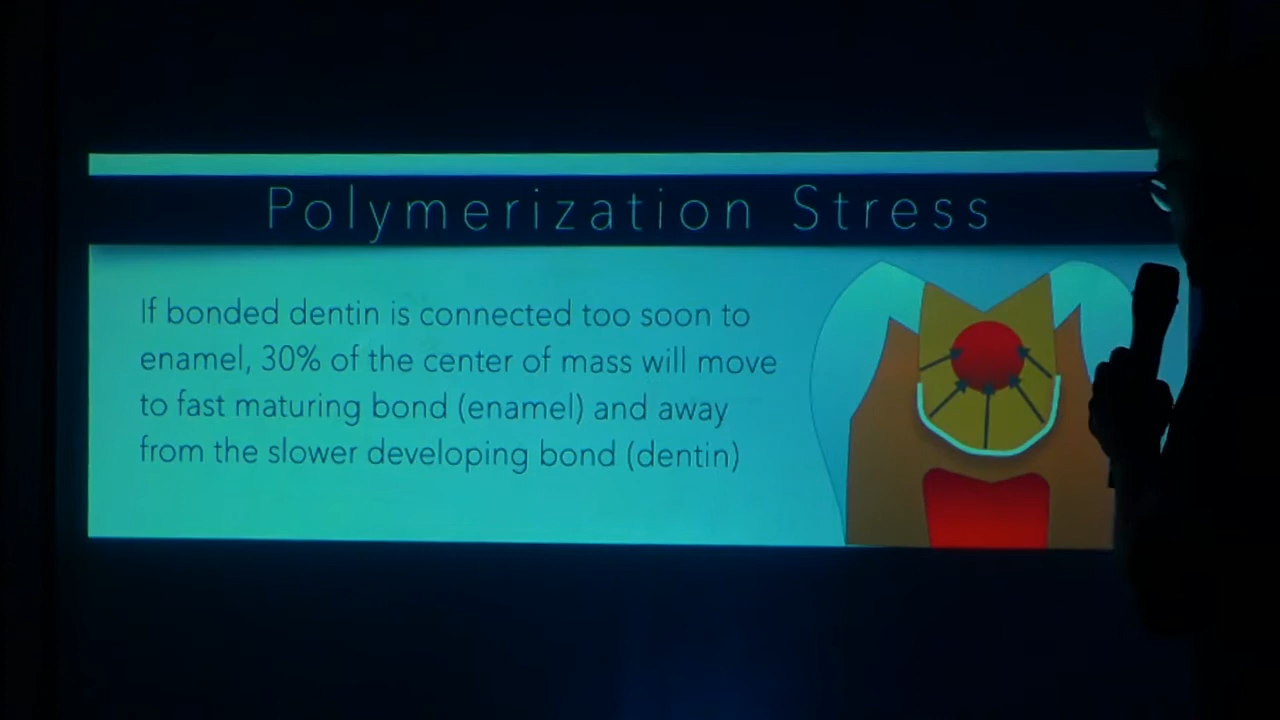 Polymerization Stress
If bonded dentin is connected too soon to
enamel, 30% of the center of mass will move
to fast maturing bond (enamel) and away
from the slower developing bond (dentin)